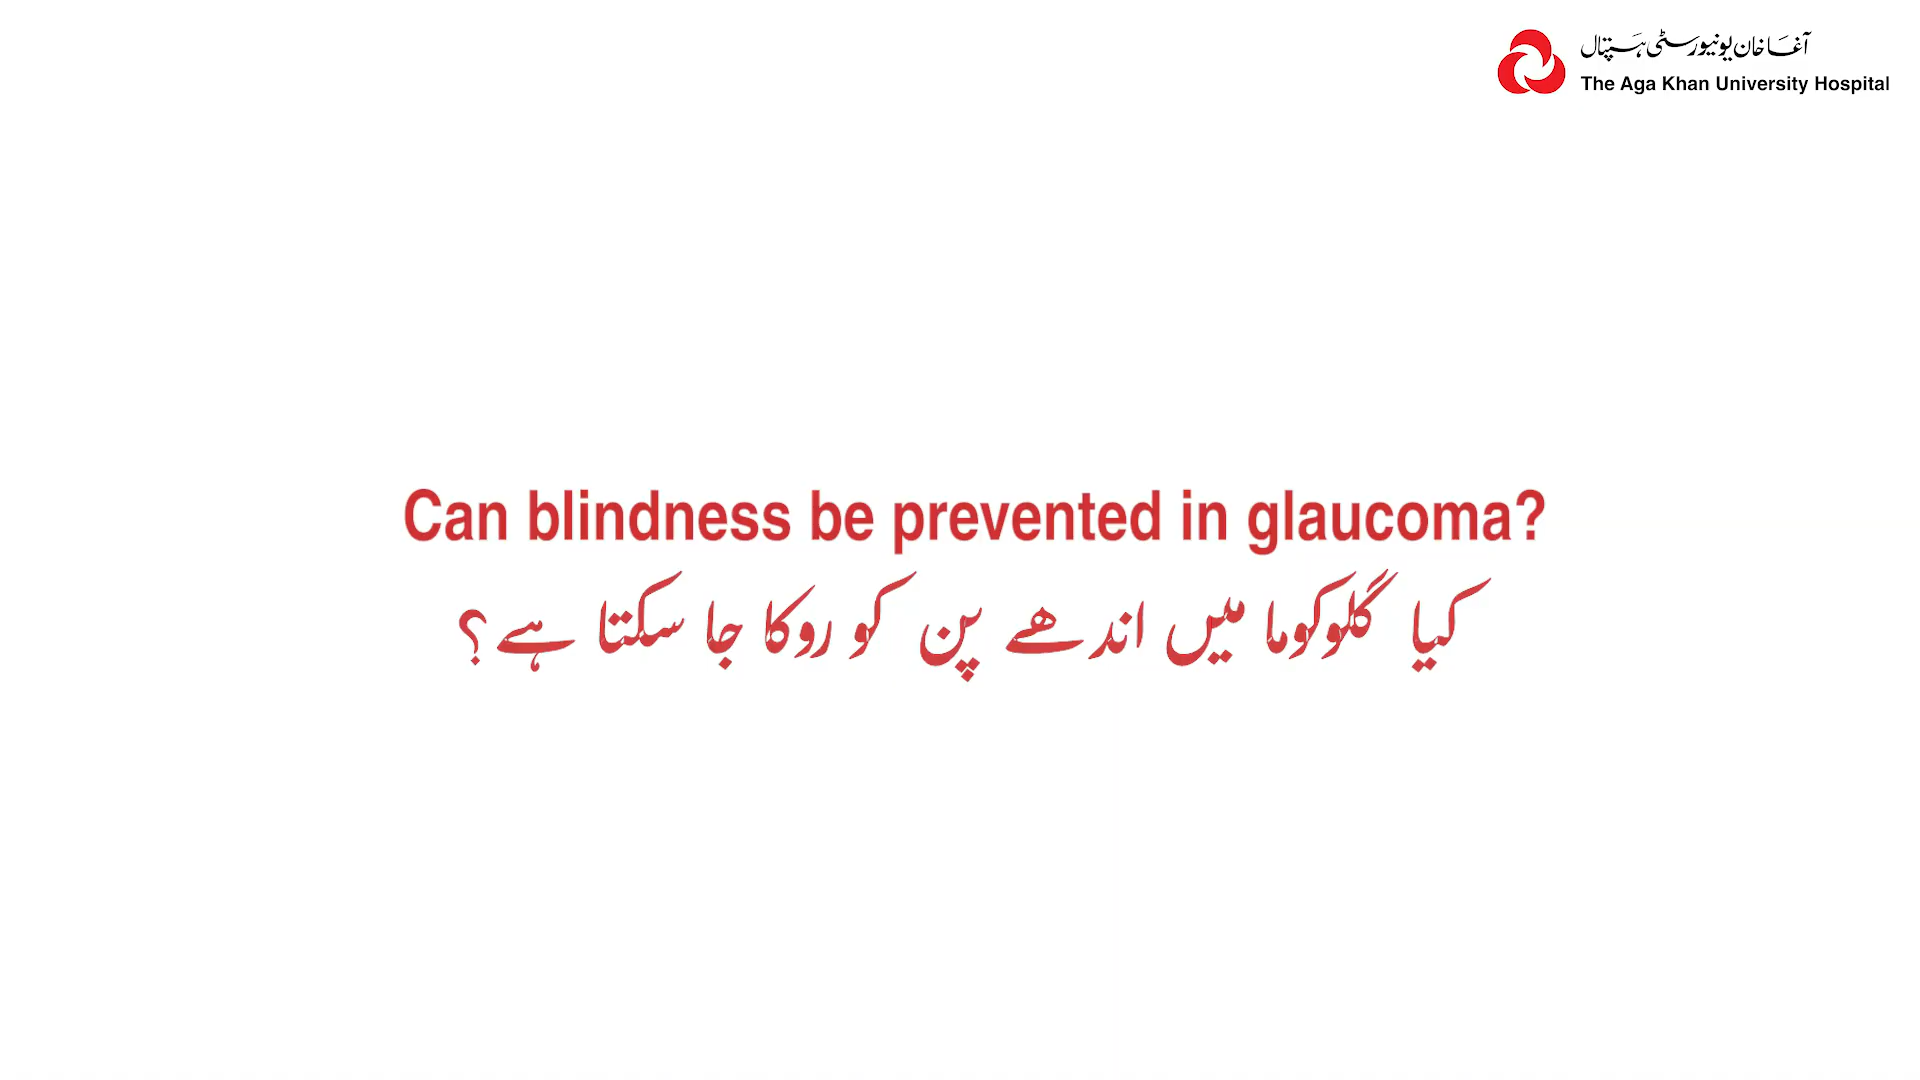 آغا خان یونیورسٹی ہسپتال
The Aga Khan University Hospital
Can blindness be prevented in glaucoma?
کیا گلوکوما میں اندھے پن کو روکا جا سکتا ہے؟